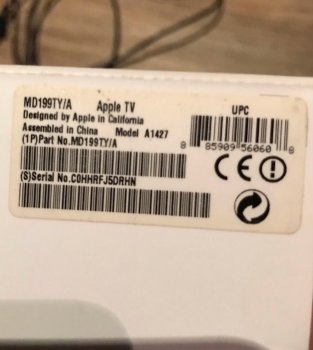 MD199TY/A Apple TV
Designed by Apple in California
Assembled in China Model A1427
(1P)Part No.MD199TY/A
(S)Serial No.C0HHRFJ5DRHN
UPC
8 85909 56060 8
CE